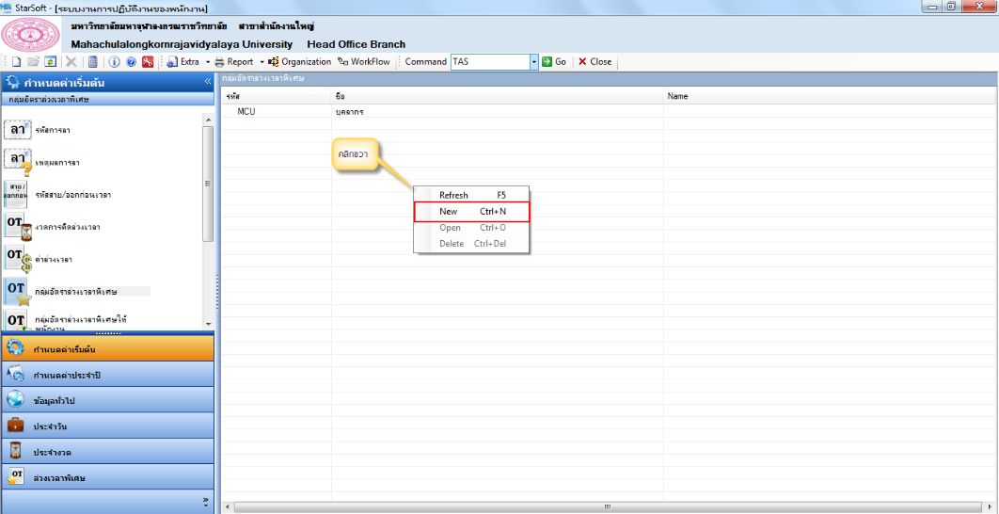 StarSoft - [ระบบงานการปฏิบัติงานของพนักงาน]
มหาวิทยาลัยมหาจุฬาลงกรณราชวิทยาลัย สาขาสำนักงานใหญ่
Mahachulalongkornrajavidyalaya University Head Office Branch
Extra Report Organization WorkFlow Command TAS Go Close
กำหนดค่าเริ่มต้น «
กลุ่มอัตราล่วงเวลาพิเศษ
กลุ่มอัตราล่วงเวลาพิเศษ
รหัส ชื่อ Name
MCU บุคลากร
ลา รหัสการลา
ลา เหตุผลการลา
สาย/ออกก่อน รหัสสาย/ออกก่อนเวลา
OT งวดการคิดล่วงเวลา
OT ค่าล่วงเวลา
OT กลุ่มอัตราล่วงเวลาพิเศษ
OT กลุ่มอัตราล่วงเวลาพิเศษให้
พนักงาน
คลิกขวา
Refresh F5
New Ctrl+N
Open Ctrl+O
Delete Ctrl+Del
กำหนดค่าเริ่มต้น
กำหนดค่าประจำปี
ข้อมูลทั่วไป
ประจำวัน
ประจำงวด
OT ล่วงเวลาพิเศษ
»